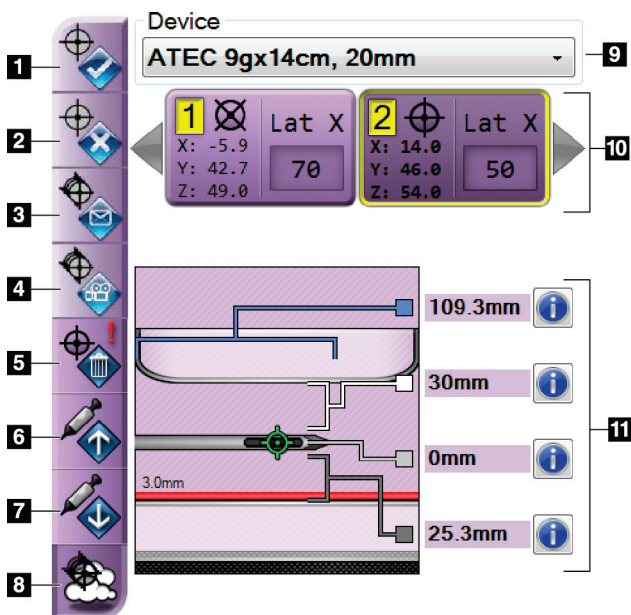 Device
ATEC 9gx14cm, 20mm
1
2
3
4
5
6
7
8
9
10
11
1
Lat X
X: -5.9
Y: 42.7
Z: 49.0
70
2
Lat X
X: 14.0
Y: 46.0
Z: 54.0
50
!
109.3mm
i
30mm
i
0mm
i
3.0mm
25.3mm
i